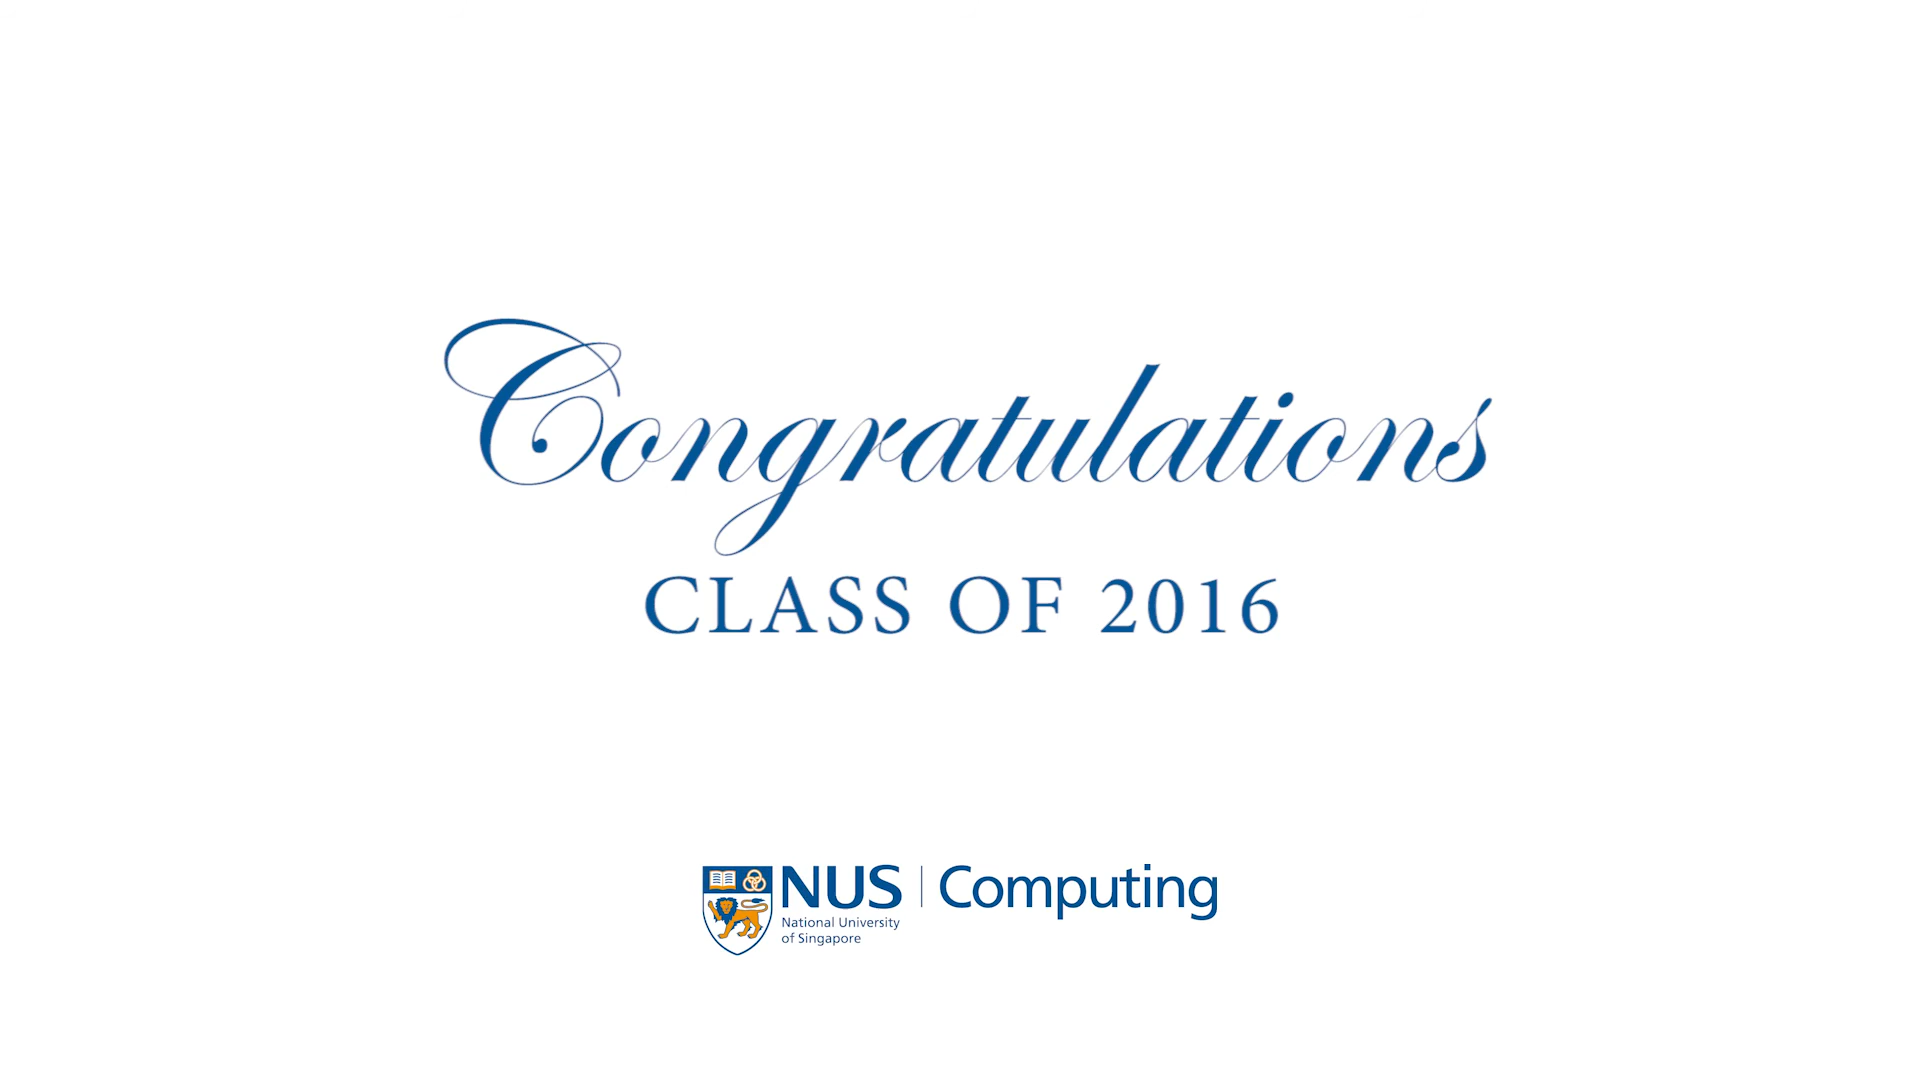 Congratulations
CLASS OF 2016
NUS | Computing
National University
of Singapore